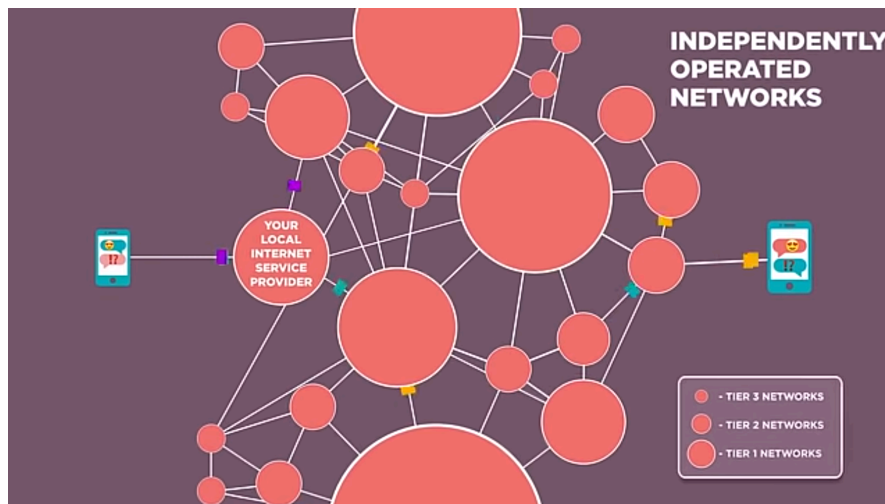 INDEPENDENTLY
OPERATED
NETWORKS
YOUR
LOCAL
INTERNET
SERVICE
PROVIDER
!?
!?
- TIER 3 NETWORKS
- TIER 2 NETWORKS
- TIER 1 NETWORKS